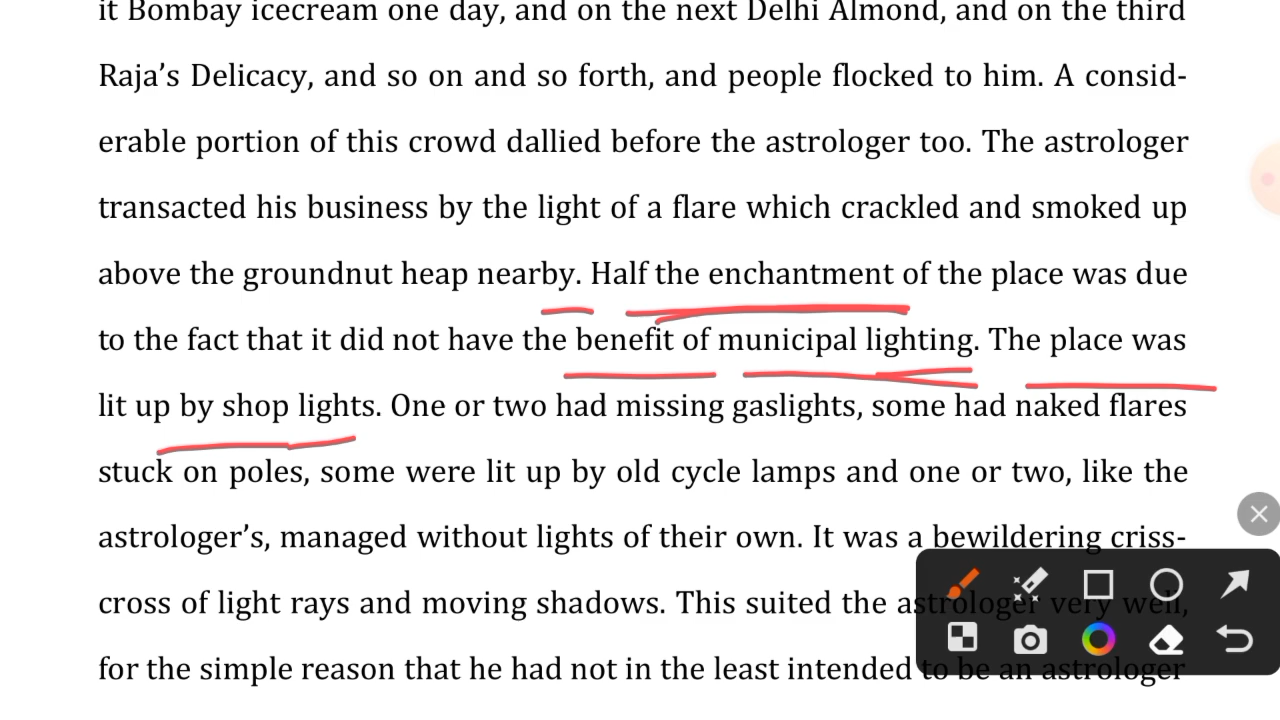 it Bombay icecream one day, and on the next Delhi Almond, and on the third
Raja’s Delicacy, and so on and so forth, and people flocked to him. A consid-
erable portion of this crowd dallied before the astrologer too. The astrologer
transacted his business by the light of a flare which crackled and smoked up
above the groundnut heap nearby. Half the enchantment of the place was due
to the fact that it did not have the benefit of municipal lighting. The place was
lit up by shop lights. One or two had missing gaslights, some had naked flares
stuck on poles, some were lit up by old cycle lamps and one or two, like the
astrologer’s, managed without lights of their own. It was a bewildering criss-
cross of light rays and moving shadows. This suited the astrologer very well,
for the simple reason that he had not in the least intended to be an astrologer